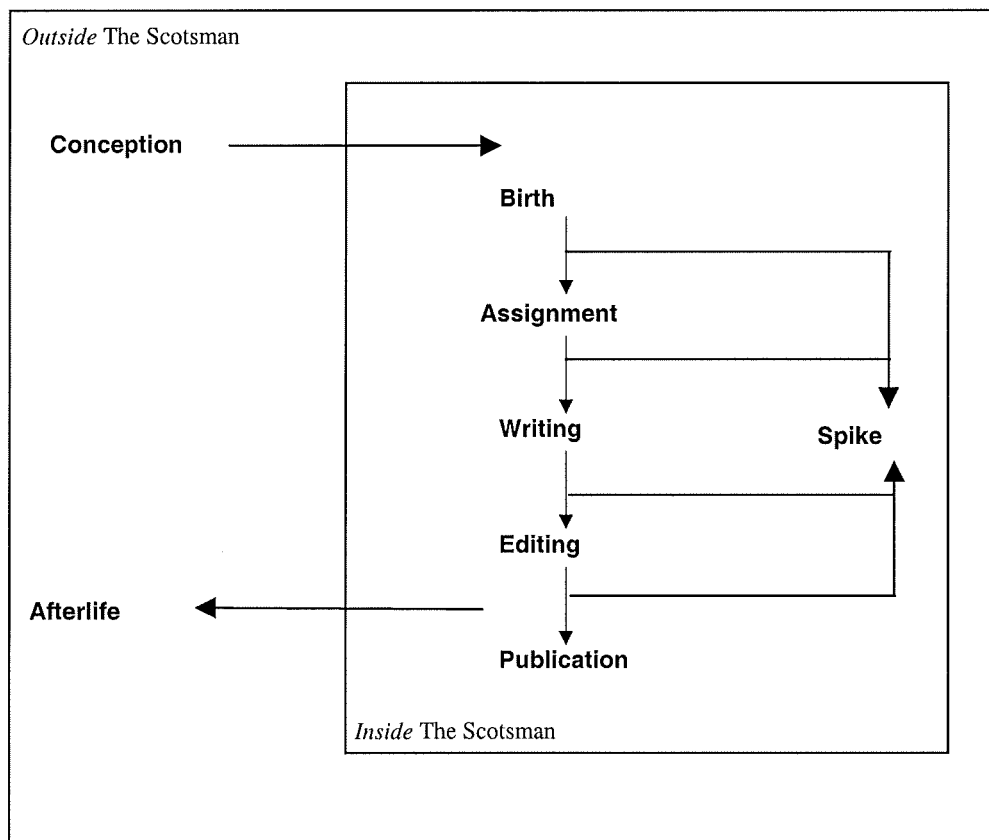 Outside The Scotsman
Conception
Birth
Assignment
Writing
Spike
Editing
Afterlife
Publication
Inside The Scotsman